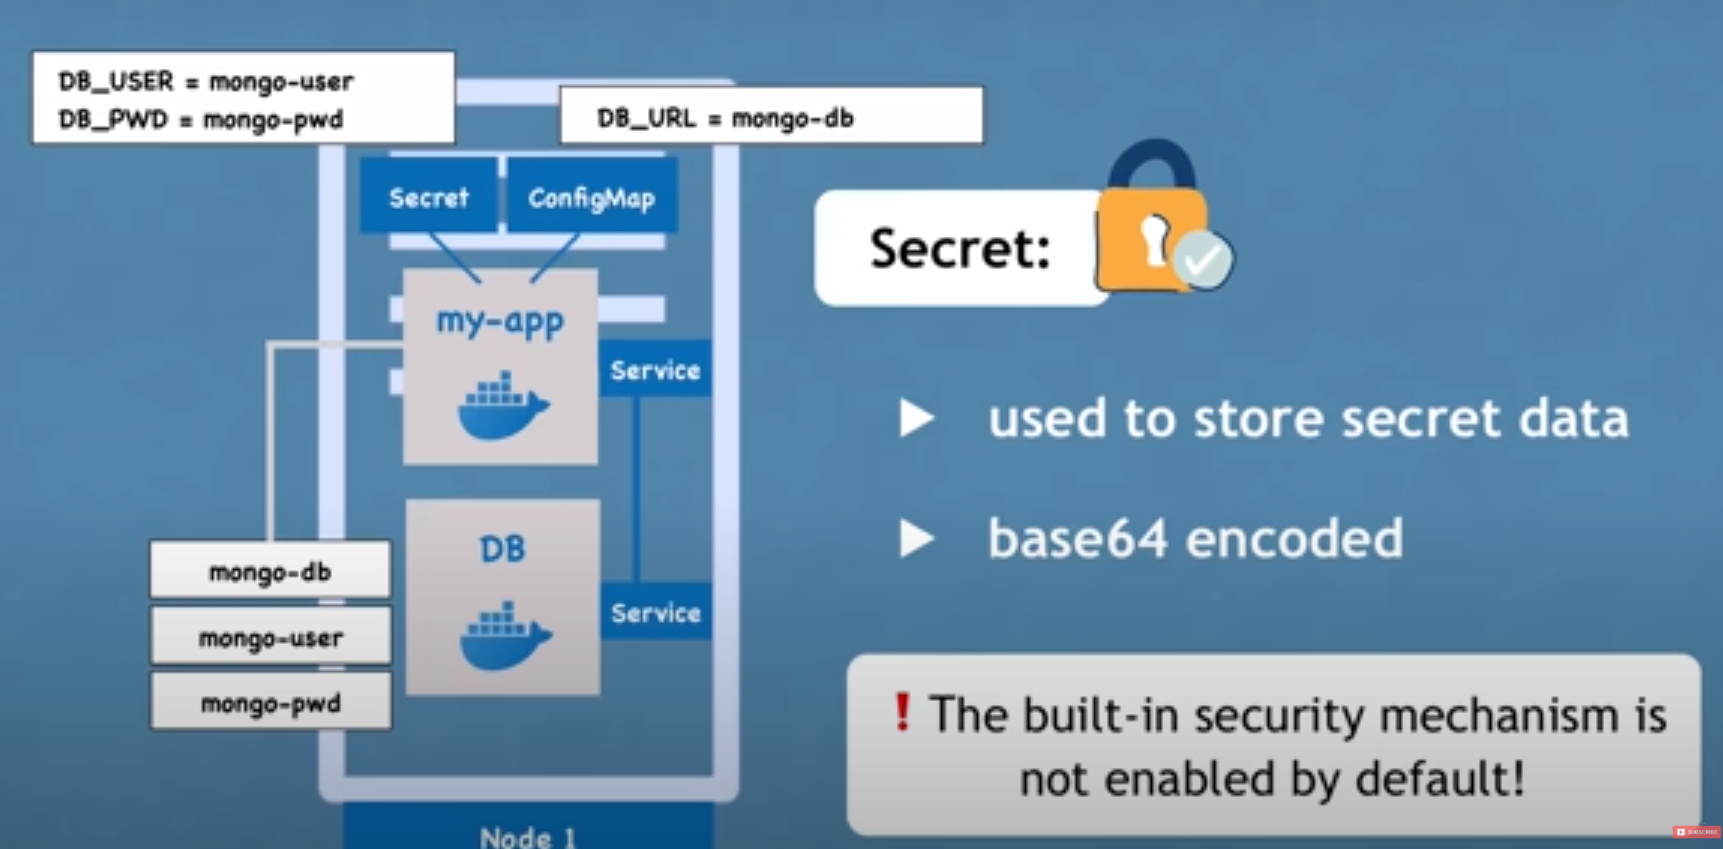 DB_USER = mongo-user
DB_PWD = mongo-pwd
DB_URL = mongo-db
Secret
ConfigMap
my-app
Service
DB
Service
mongo-db
mongo-user
mongo-pwd
Node 1
Secret:
used to store secret data
base64 encoded
! The built-in security mechanism is
not enabled by default!
SUBSCRIBE